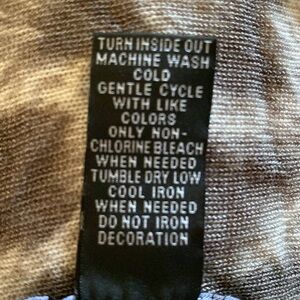 TURN INSIDE OUT
MACHINE WASH
COLD
GENTLE CYCLE
WITH LIKE
COLORS
ONLY NON-
CHLORINE BLEACH
WHEN NEEDED
TUMBLE DRY LOW
COOL IRON
WHEN NEEDED
DO NOT IRON
DECORATION